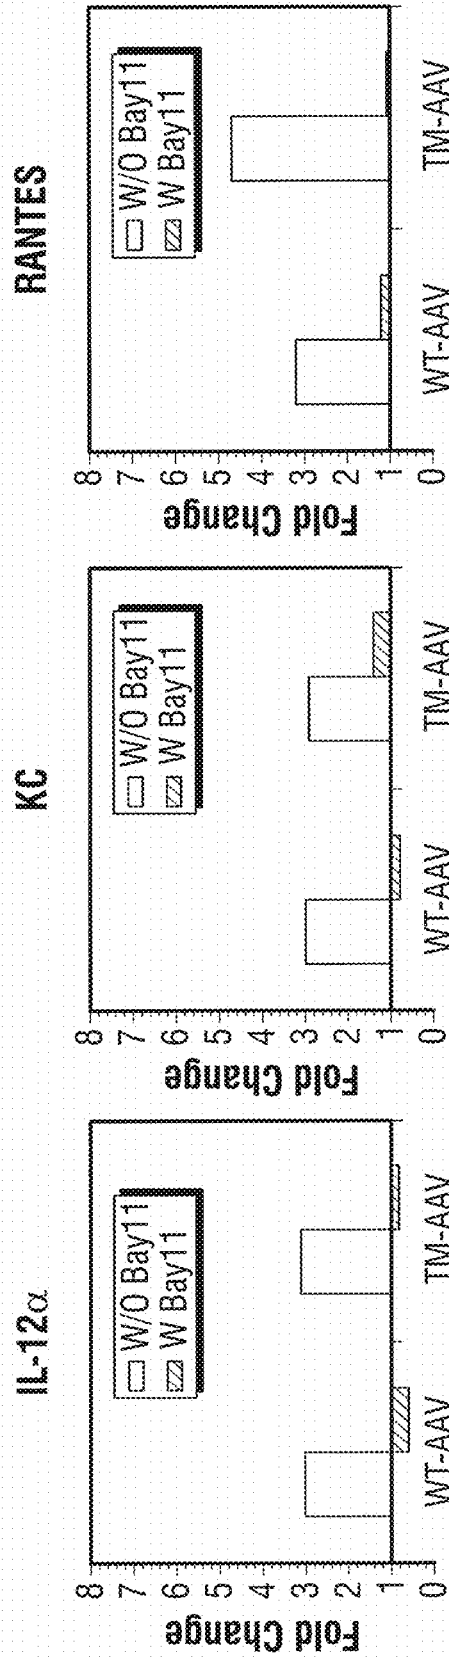 IL-12α
Fold Change
8
7
6
5
4
3
2
1
0
W/O Bay11
W Bay11
WT-AAV
TM-AAV
KC
Fold Change
8
7
6
5
4
3
2
1
0
W/O Bay11
W Bay11
WT-AAV
TM-AAV
RANTES
Fold Change
8
7
6
5
4
3
2
1
0
W/O Bay11
W Bay11
WT-AAV
TM-AAV